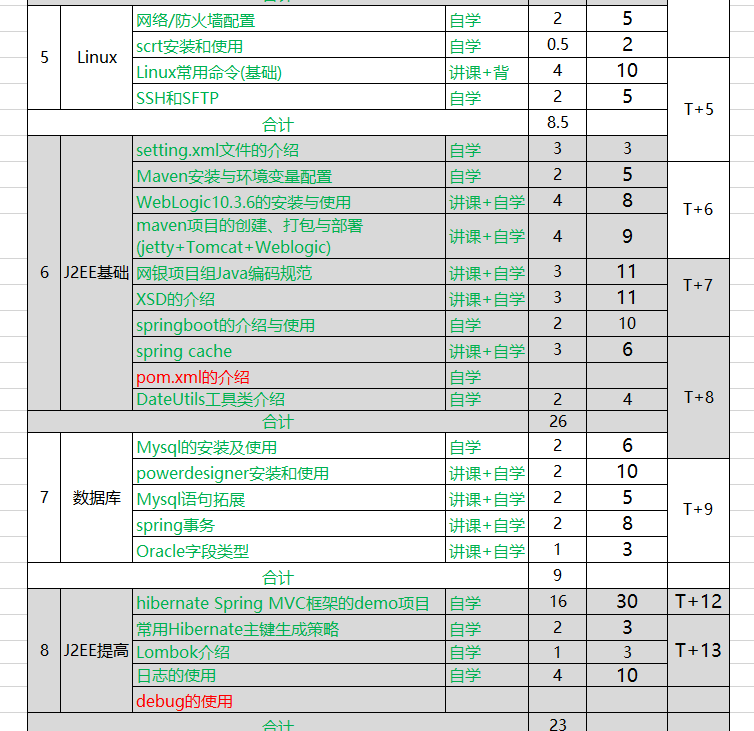 网络/防火墙配置 自学 2 5
5 Linux scrt安装和使用 自学 0.5 2
Linux常用命令(基础) 讲课+背 4 10
SSH和SFTP 自学 2 5 T+5
合计 8.5
setting.xml文件的介绍 自学 3 3
Maven安装与环境变量配置 自学 2 5
WebLogic10.3.6的安装与使用 讲课+自学 4 8 T+6
maven项目的创建、打包与部署
(jetty+Tomcat+Weblogic) 讲课+自学 4 9
6 J2EE基础 网银项目组Java编码规范 讲课+自学 3 11 T+7
XSD的介绍 讲课+自学 3 11
springboot的介绍与使用 自学 2 10
spring cache 讲课+自学 3 6
pom.xml的介绍 自学
DateUtils工具类介绍 自学 2 4 T+8
合计 26
Mysql的安装及使用 自学 2 6
powerdesigner安装和使用 讲课+自学 2 10
7 数据库 Mysql语句拓展 讲课+自学 2 5 T+9
spring事务 讲课+自学 2 8
Oracle字段类型 讲课+自学 1 3
合计 9
hibernate Spring MVC框架的demo项目 自学 16 30 T+12
常用Hibernate主键生成策略 自学 2 3
8 J2EE提高 Lombok介绍 自学 1 3 T+13
日志的使用 自学 4 10
debug的使用
合计 23